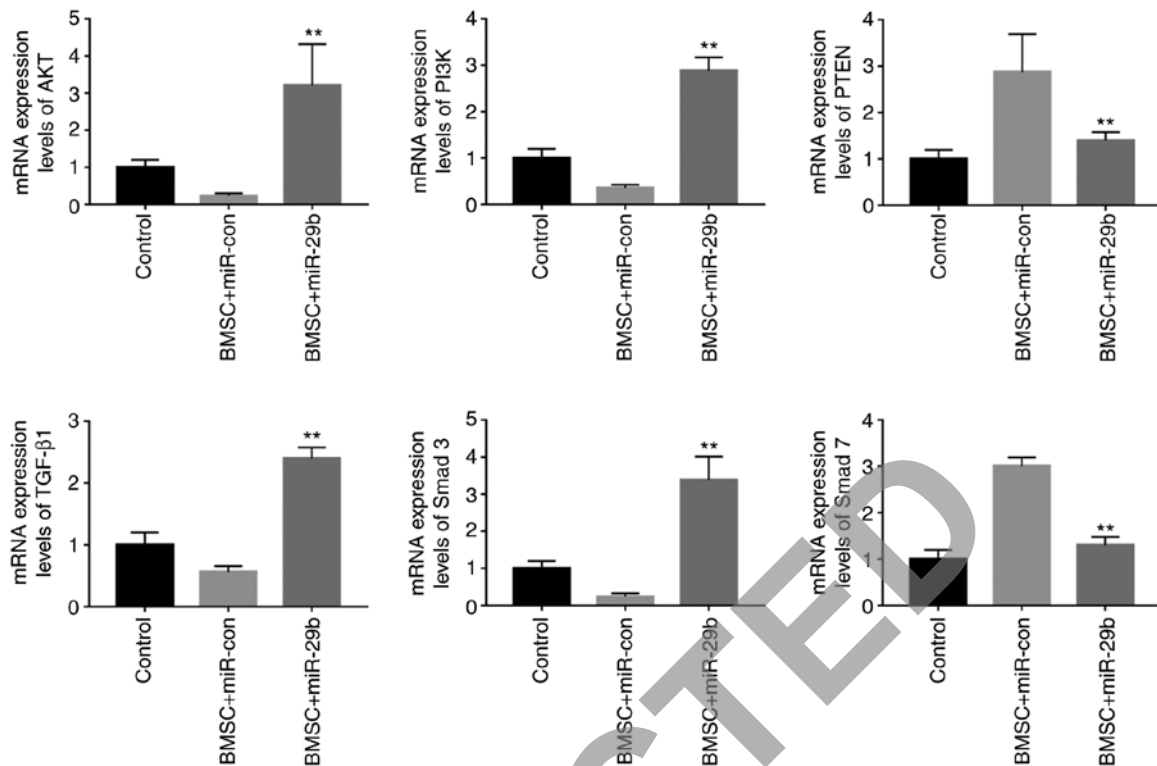 mRNA expression
levels of AKT
5
4
3
2
1
0
**
Control
BMSC+miR-con
BMSC+miR-29b
mRNA expression
levels of PI3K
4
3
2
1
0
**
Control
BMSC+miR-con
BMSC+miR-29b
mRNA expression
levels of PTEN
4
3
2
1
0
**
Control
BMSC+miR-con
BMSC+miR-29b
mRNA expression
levels of TGF-β1
3
2
1
0
**
Control
BMSC+miR-con
BMSC+miR-29b
mRNA expression
levels of Smad 3
5
4
3
2
1
0
**
Control
BMSC+miR-con
BMSC+miR-29b
mRNA expression
levels of Smad 7
4
3
2
1
0
**
Control
BMSC+miR-con
BMSC+miR-29b
CTED